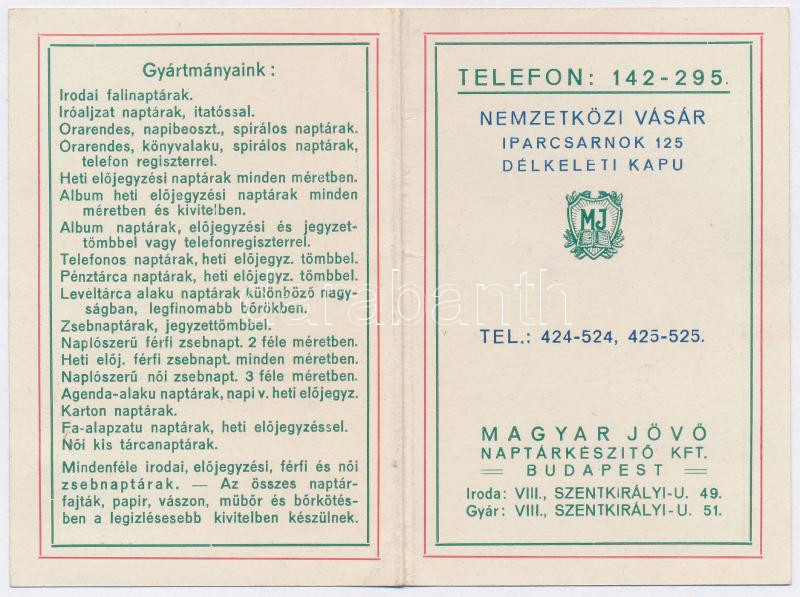 Gyártmányaink :
Irodai falinaptárak.
Iróaljzat naptárak, itatóssal.
Orarendes, napibeoszt., spirálos naptárak.
Órarendes, könyvalaku, spirálos naptárak,
telefon regiszterrel.
Heti előjegyzési naptárak minden méretben.
Album heti előjegyzési naptárak minden
méretben és kivitelben.
Album naptárak, előjegyzési és jegyzet-
tömbbel vagy telefonregiszterrel.
Telefonos naptárak, heti előjegyz. tömbbel.
Pénztárca naptárak, heti előjegyz. tömbbel.
Levéltárca alaku naptárak különböző nagy-
ságban, legfinomabb bőrökben.
Zsebnaptárak, jegyzettömbbel.
Naplószerű férfi zsebnapt. 2 féle méretben.
Heti előj. férfi zsebnapt. minden méretben.
Naplószerű női zsebnapt. 3 féle méretben.
Agenda-alaku naptárak, napi v. heti előjegyz.
Karton naptárak.
Fa-alapzatu naptárak, heti előjegyzéssel.
Női kis tárcanaptárak.
Mindenféle irodai, előjegyzési, férfi és női
zsebnaptárak. — Az összes naptár-
fajták, papir, vászon, műbőr és bőrkötés-
ben a legizlésesebb kivitelben készülnek.
TELEFON: 142-295.
NEMZETKÖZI VÁSÁR
IPARCSARNOK 125
DÉLKELETI KAPU
MJ
TEL.: 424-524, 425-525.
MAGYAR JÖVŐ
NAPTÁRKÉSZITŐ KFT.
BUDAPEST
Iroda: VIII., SZENTKIRÁLYI-U. 49.
Gyár: VIII., SZENTKIRÁLYI-U. 51.
darabanth